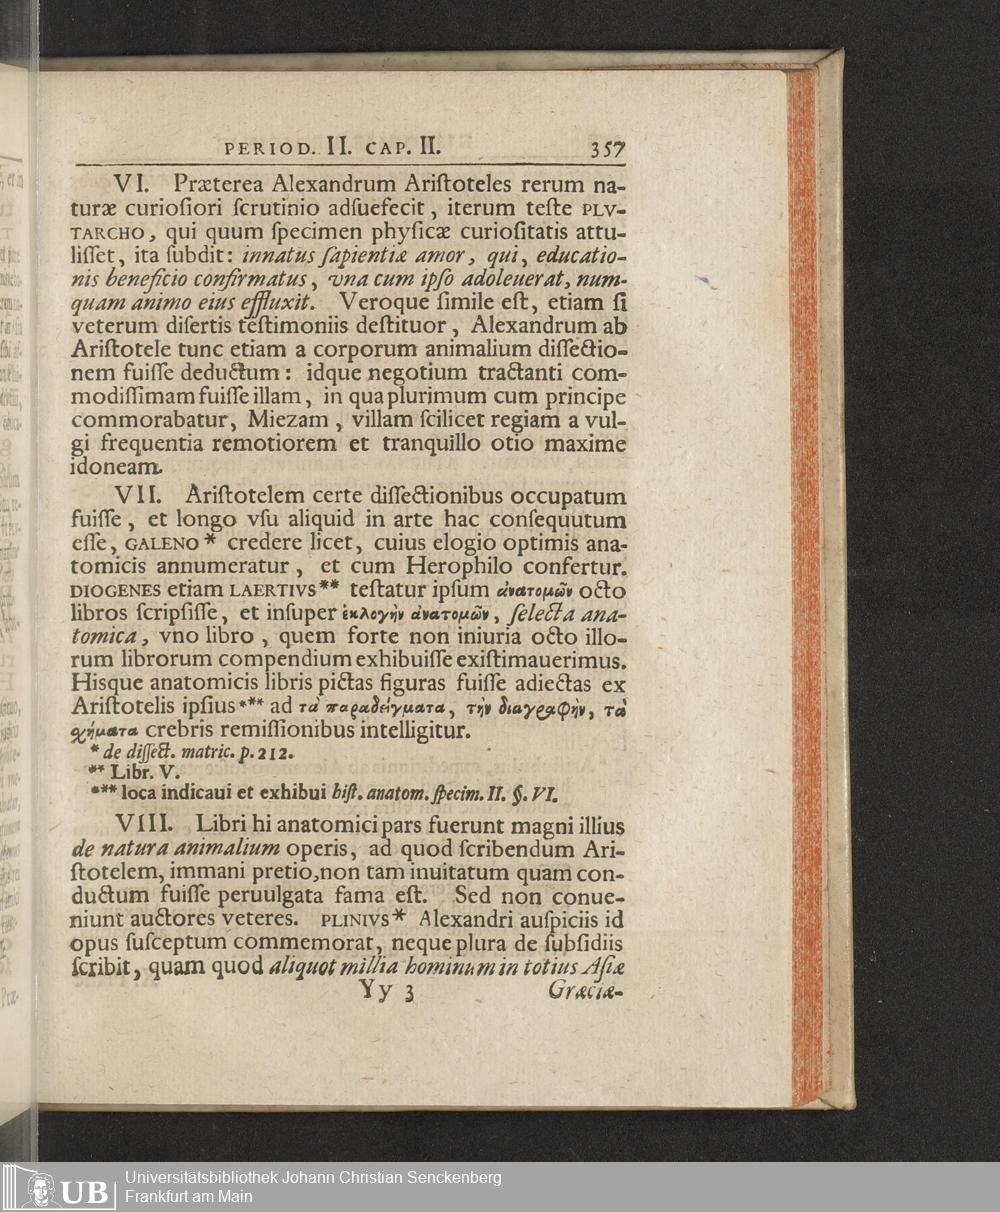 PERIOD. II. CAP. II. 357
VI. Præterea Alexandrum Ariſtoteles rerum na-
turæ curioſiori ſcrutinio adſuefecit, iterum teſte PLV-
TARCHO, qui quum ſpecimen phyſicæ curioſitatis attu-
liſſet, ita ſubdit: innatus ſapientiæ amor, qui, educatio-
nis beneficio confirmatus, vna cum ipſo adoleuerat, num-
quam animo eius effluxit. Veroque ſimile eſt, etiam ſi
veterum diſertis teſtimoniis deſtituor, Alexandrum ab
Ariſtotele tunc etiam a corporum animalium diſſectio-
nem fuiſſe deductum: idque negotium tractanti com-
modiſſimam fuiſſe illam, in qua plurimum cum principe
commorabatur, Miezam, villam ſcilicet regiam a vul-
gi frequentia remotiorem et tranquillo otio maxime
idoneam.
VII. Ariſtotelem certe diſſectionibus occupatum
fuiſſe, et longo vſu aliquid in arte hac conſequutum
eſſe, GALENO* credere licet, cuius elogio optimis ana-
tomicis annumeratur, et cum Herophilo confertur.
DIOGENES etiam LAERTIVS** teſtatur ipſum ἀνατομῶν octo
libros ſcripſiſſe, et inſuper ἐκλογὴν ἀνατομῶν, ſelecta ana-
tomica, vno libro, quem forte non iniuria octo illo-
rum librorum compendium exhibuiſſe exiſtimauerimus.
Hisque anatomicis libris pictas figuras fuiſſe adiectas ex
Ariſtotelis ipſius*** ad τὰ παραδείγματα, τὴν διαγραφὴν, τὰ
σχήματα crebris remiſſionibus intelligitur.
* de diſſect. matric. p. 212.
** Libr. V.
*** loca indicaui et exhibui hiſt. anatom. ſpecim. II. §. VI.
VIII. Libri hi anatomici pars fuerunt magni illius
de natura animalium operis, ad quod ſcribendum Ari-
ſtotelem, immani pretio, non tam inuitatum quam con-
ductum fuiſſe peruulgata fama eſt. Sed non conue-
niunt auctores veteres. PLINIVS* Alexandri auſpiciis id
opus ſuſceptum commemorat, neque plura de ſubſidiis
ſcribit, quam quod aliquot millia hominum in totius Aſiæ
Yy 3 Græciæ-
UB Universitätsbibliothek Johann Christian Senckenberg
Frankfurt am Main